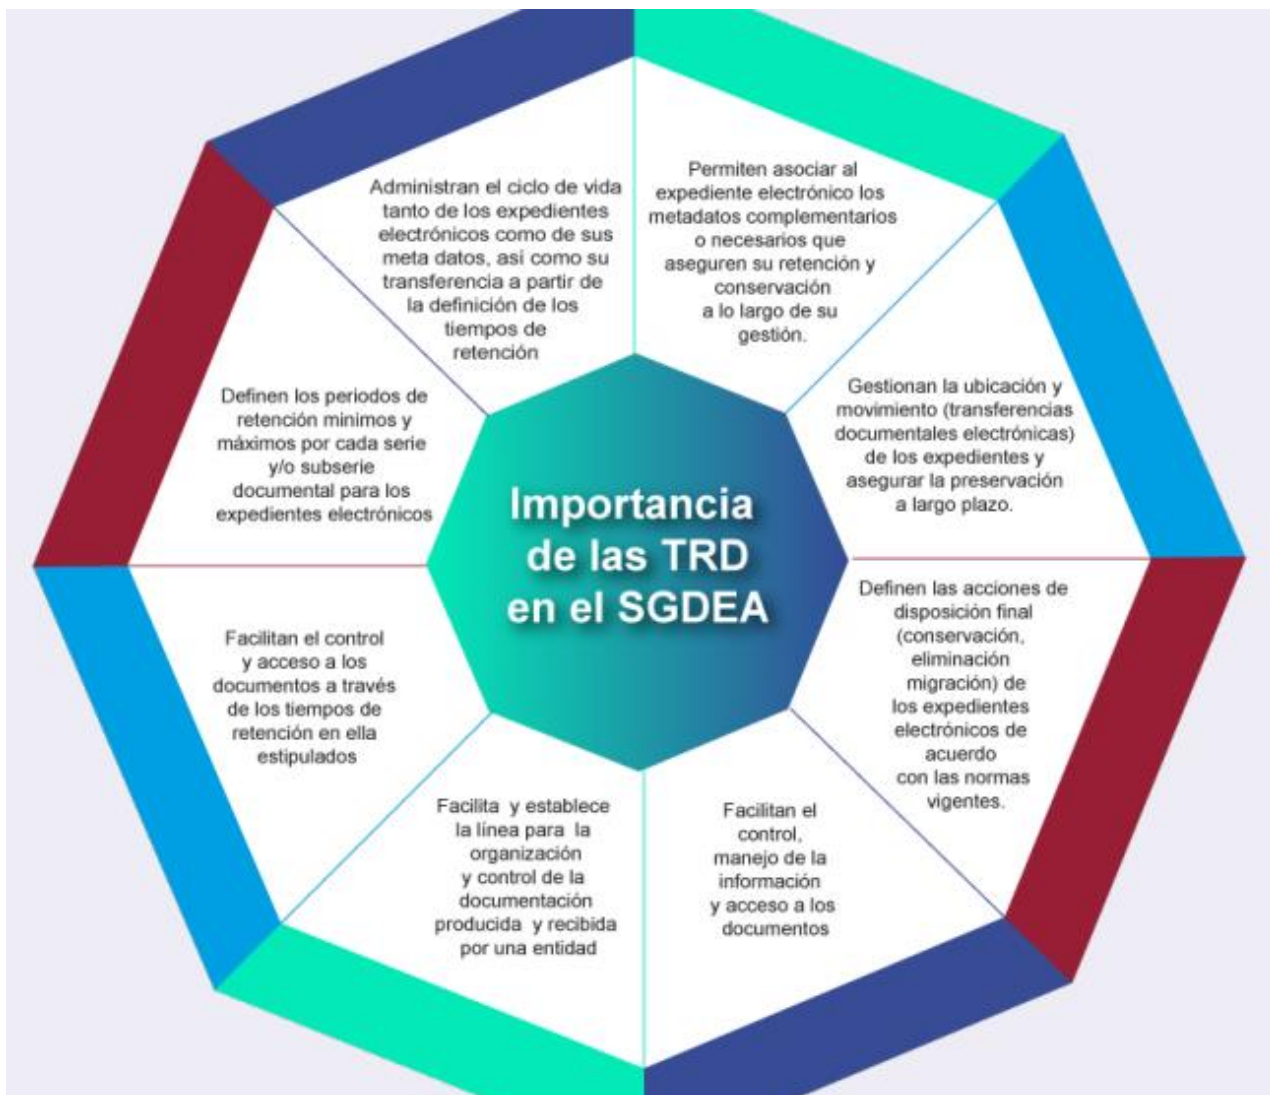 Administran el ciclo de vida
tanto de los expedientes
electrónicos como de sus
meta datos, así como su
transferencia a partir de
la definición de los
tiempos de
retención
Permiten asociar al
expediente electrónico los
metadatos complementarios
o necesarios que
aseguren su retención y
conservación
a lo largo de su
gestión.
Gestionan la ubicación y
movimiento (transferencias
documentales electrónicas)
de los expedientes y
asegurar la preservación
a largo plazo.
Definen las acciones de
disposición final
(conservación,
eliminación
migración) de
los expedientes
electrónicos de
acuerdo
con las normas
vigentes.
Facilitan el
control,
manejo de la
información
y acceso a los
documentos
Facilita y establece
la línea para la
organización
y control de la
documentación
producida y recibida
por una entidad
Facilitan el control
y acceso a los
documentos a través
de los tiempos de
retención en ella
estipulados
Definen los periodos de
retención minimos y
máximos por cada serie
y/o subserie
documental para los
expedientes electrónicos
Importancia
de las TRD
en el SGDEA